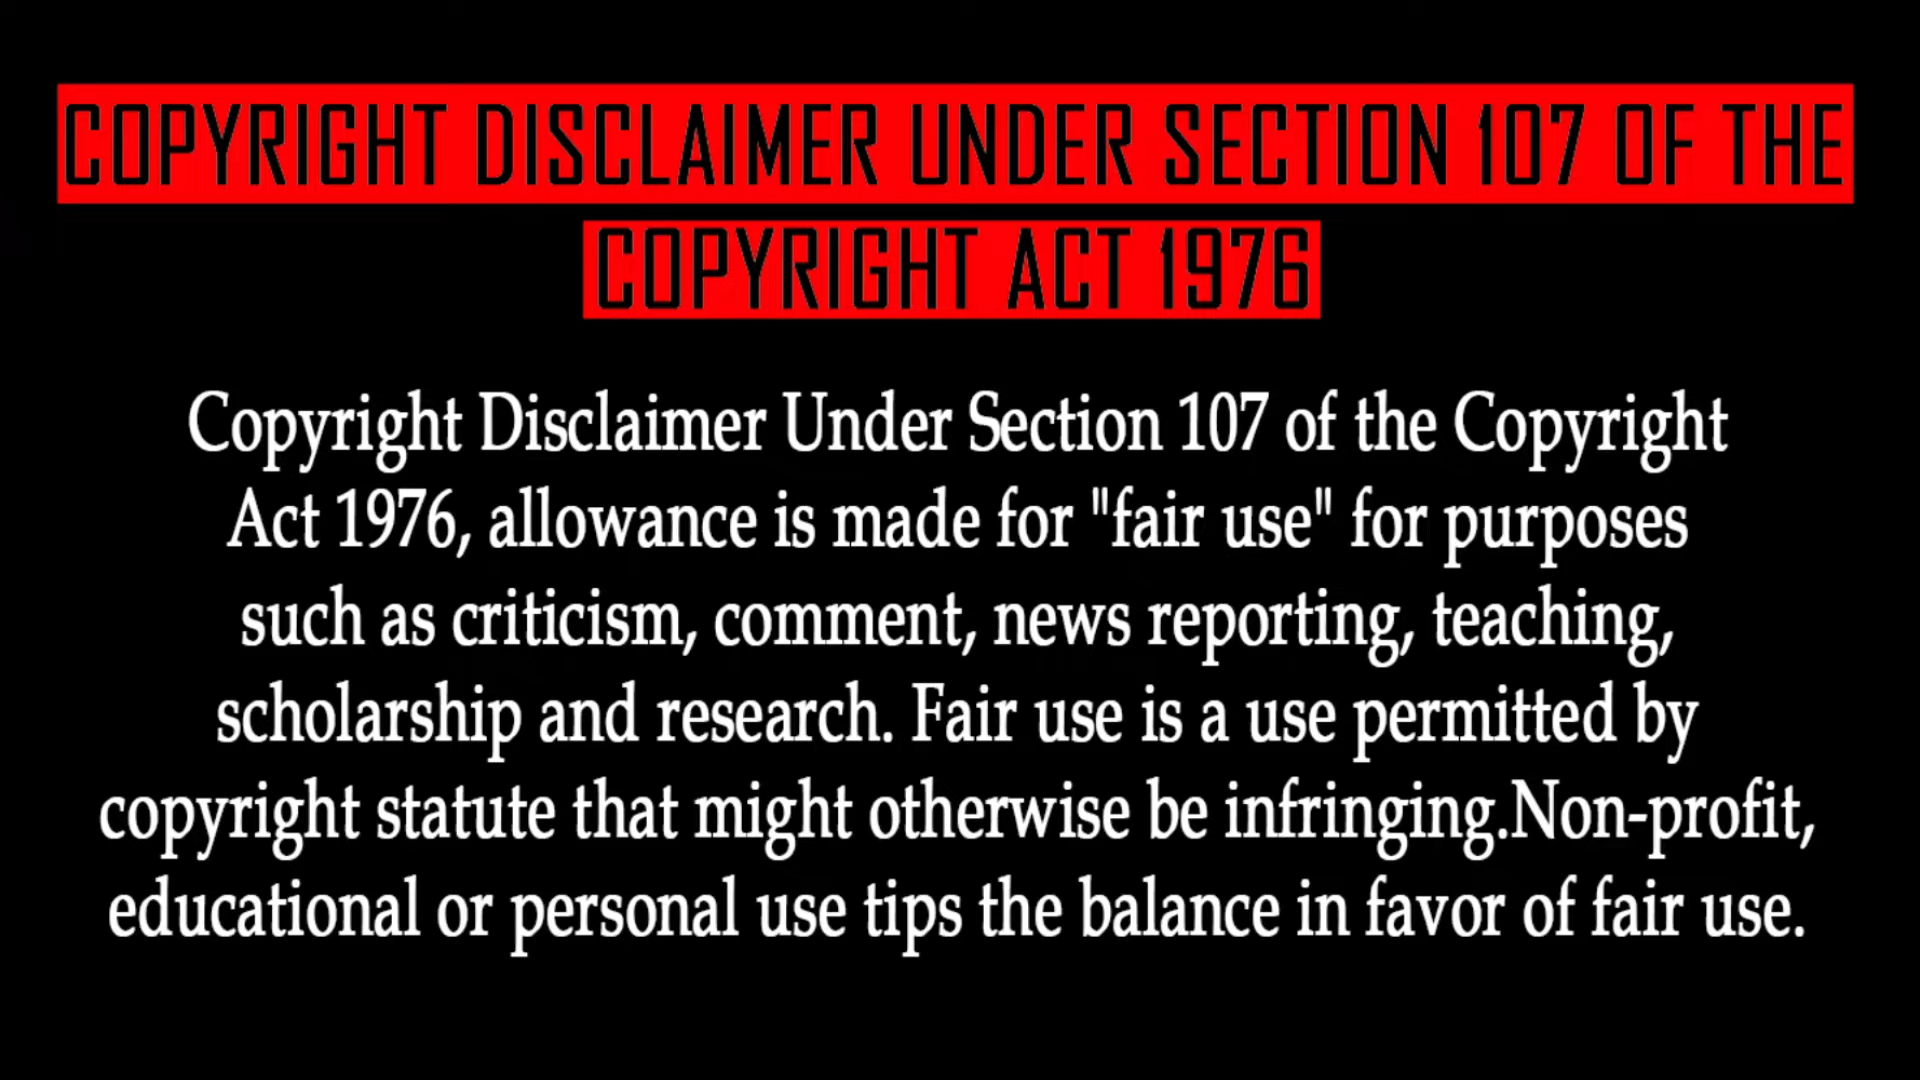 COPYRIGHT DISCLAIMER UNDER SECTION 107 OF THE
COPYRIGHT ACT 1976
Copyright Disclaimer Under Section 107 of the Copyright
Act 1976, allowance is made for "fair use" for purposes
such as criticism, comment, news reporting, teaching,
scholarship and research. Fair use is a use permitted by
copyright statute that might otherwise be infringing.Non-profit,
educational or personal use tips the balance in favor of fair use.